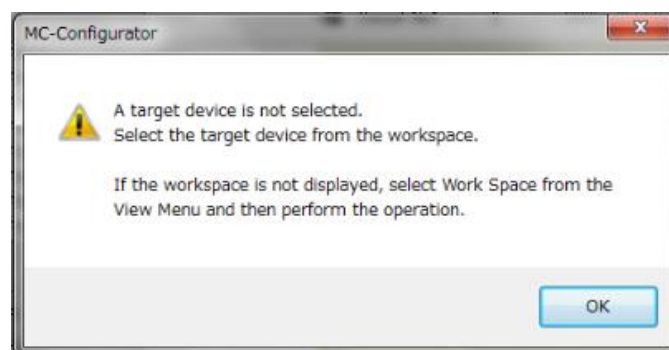 MC-Configurator
A target device is not selected.
Select the target device from the workspace.
If the workspace is not displayed, select Work Space from the
View Menu and then perform the operation.
OK